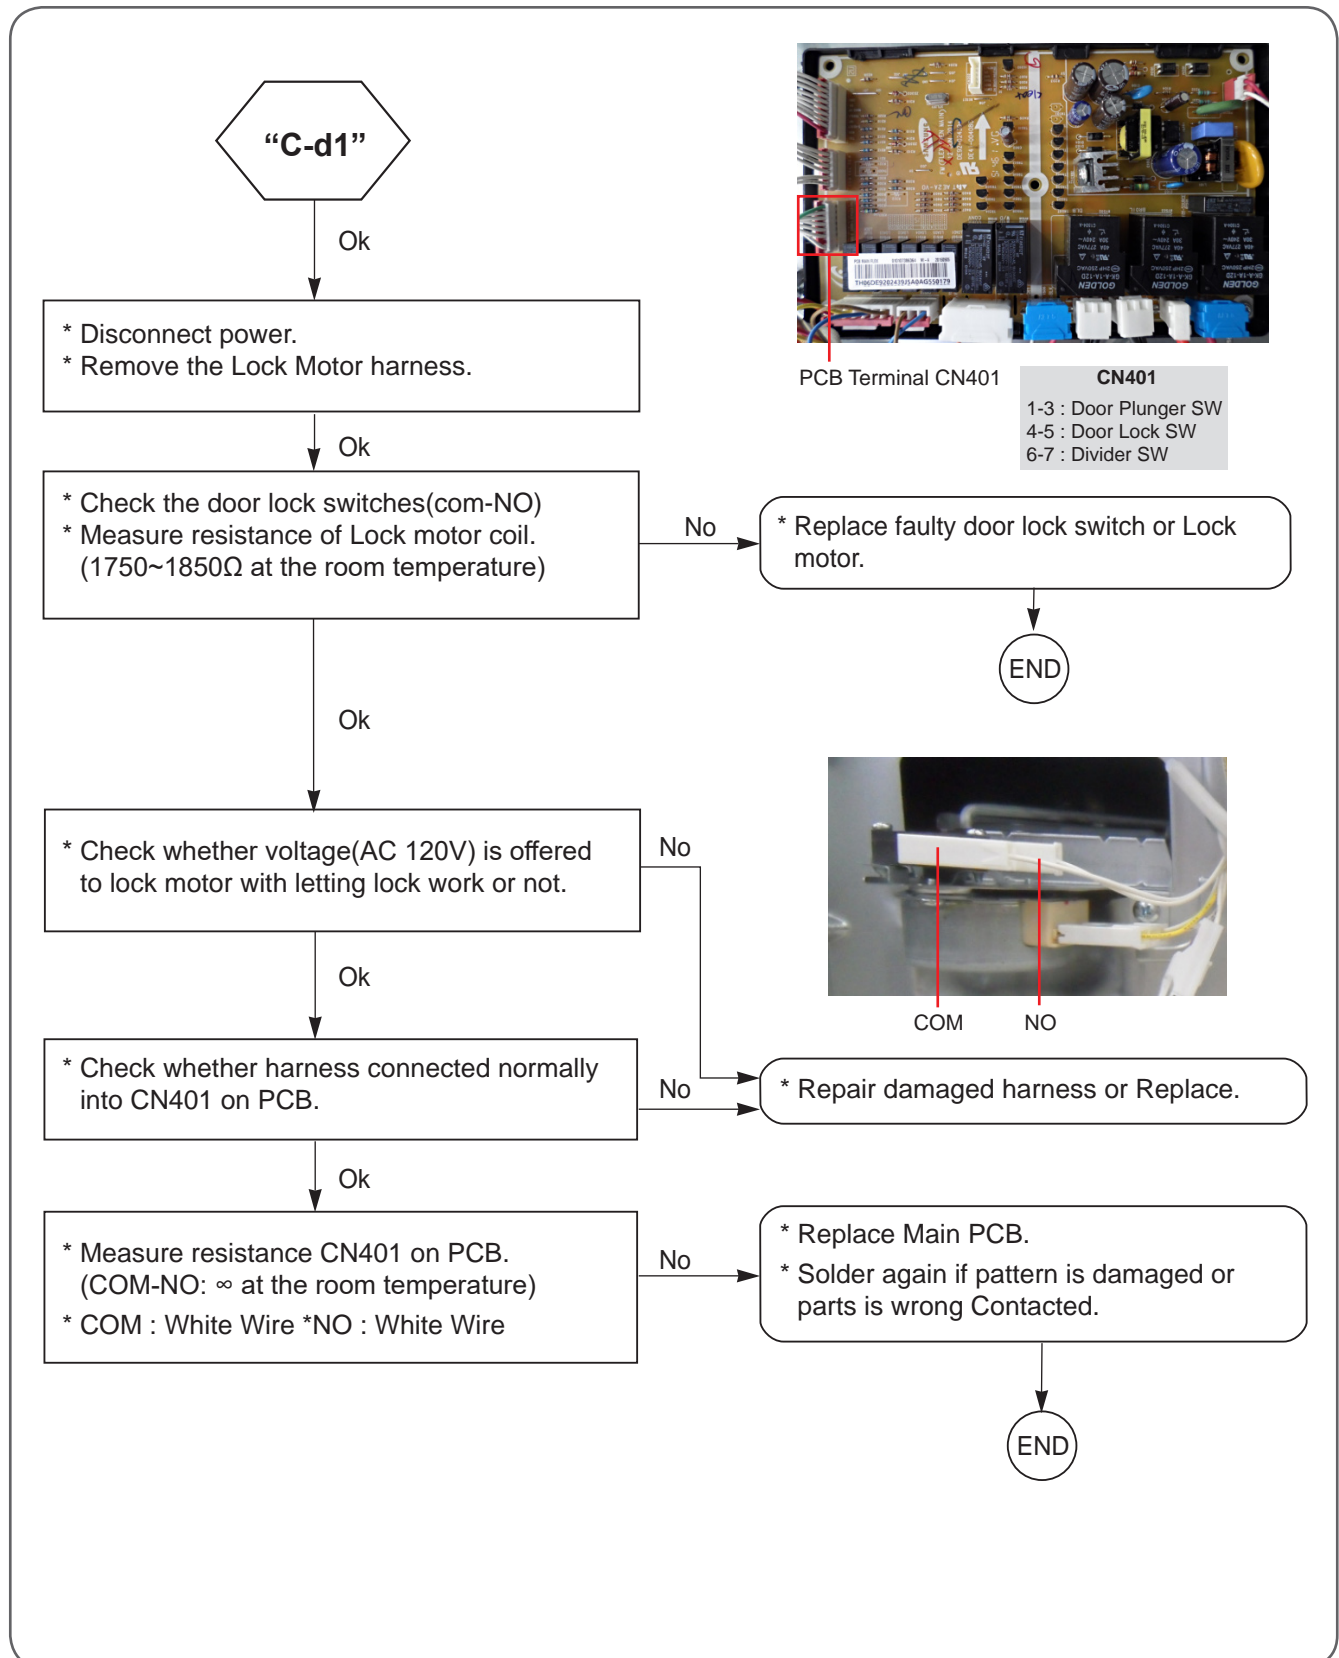 “C-d1”
Ok
* Disconnect power.
* Remove the Lock Motor harness.
PCB Terminal CN401
CN401
1-3 : Door Plunger SW
4-5 : Door Lock SW
6-7 : Divider SW
Ok
* Check the door lock switches(com-NO)
* Measure resistance of Lock motor coil.
(1750~1850Ω at the room temperature)
No
* Replace faulty door lock switch or Lock
motor.
END
Ok
* Check whether voltage(AC 120V) is offered
to lock motor with letting lock work or not.
No
COM
NO
Ok
* Check whether harness connected normally
into CN401 on PCB.
No
* Repair damaged harness or Replace.
Ok
* Measure resistance CN401 on PCB.
(COM-NO: ∞ at the room temperature)
* COM : White Wire *NO : White Wire
No
* Replace Main PCB.
* Solder again if pattern is damaged or
parts is wrong Contacted.
END
GOLDEN
GOLDEN
GOLDEN